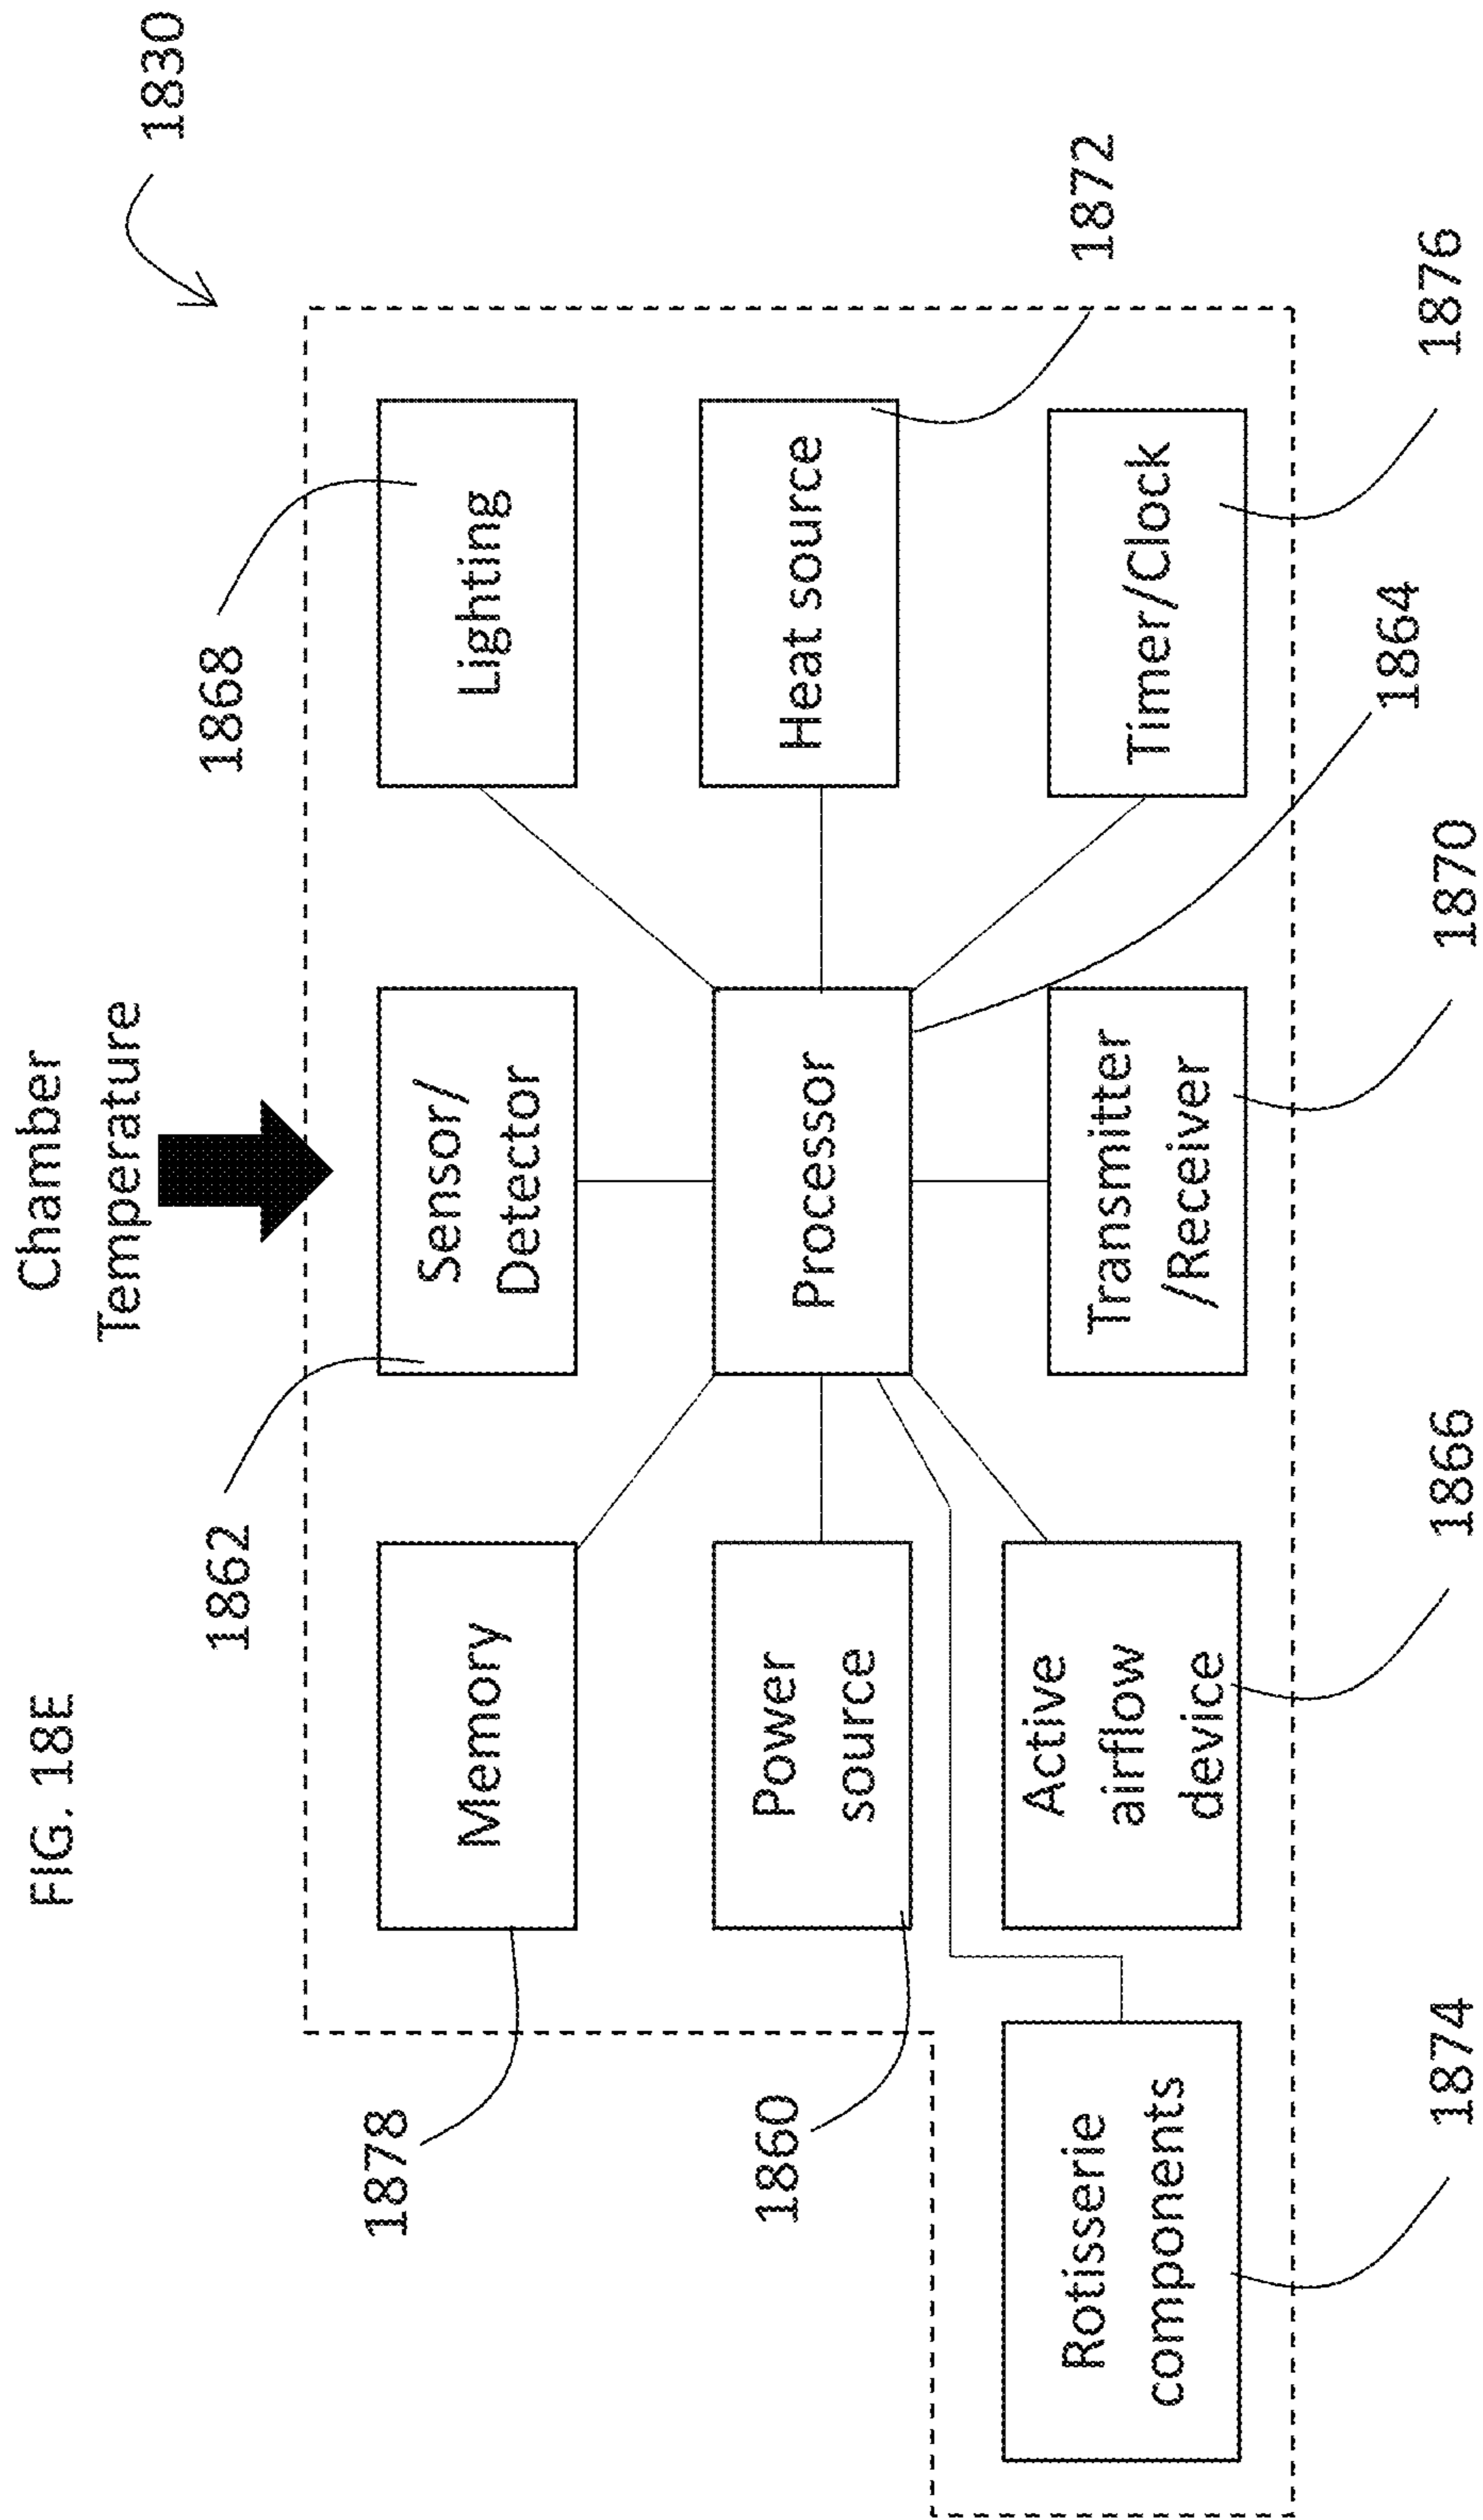 FIG. 18E
Chamber
Temperature
1830
1862
1868
Memory
Sensor/
Detector
Lighting
1878
1872
Power
source
Processor
Heat source
1860
Rotisserie
components
Active
airflow
device
Transmitter
/Receiver
Timer/Clock
1864
1874
1866
1870
1876